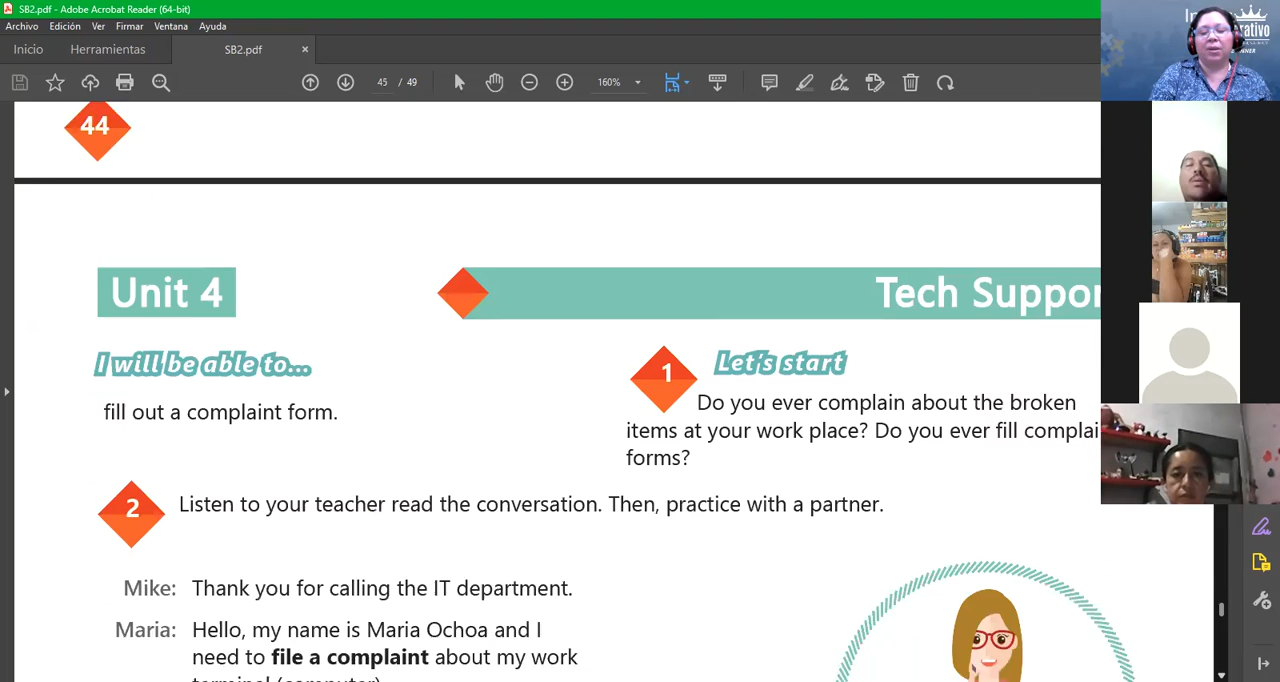 SB2.pdf - Adobe Acrobat Reader (64-bit)
Archivo Edición Ver Firmar Ventana Ayuda
Inicio Herramientas SB2.pdf ×
45 / 49 160%
44
Unit 4
Tech Suppor
I will be able to...
1 Let's start
fill out a complaint form.
Do you ever complain about the broken
items at your work place? Do you ever fill complai
forms?
2 Listen to your teacher read the conversation. Then, practice with a partner.
Mike: Thank you for calling the IT department.
Maria: Hello, my name is Maria Ochoa and I
need to file a complaint about my work
terminal (computer)